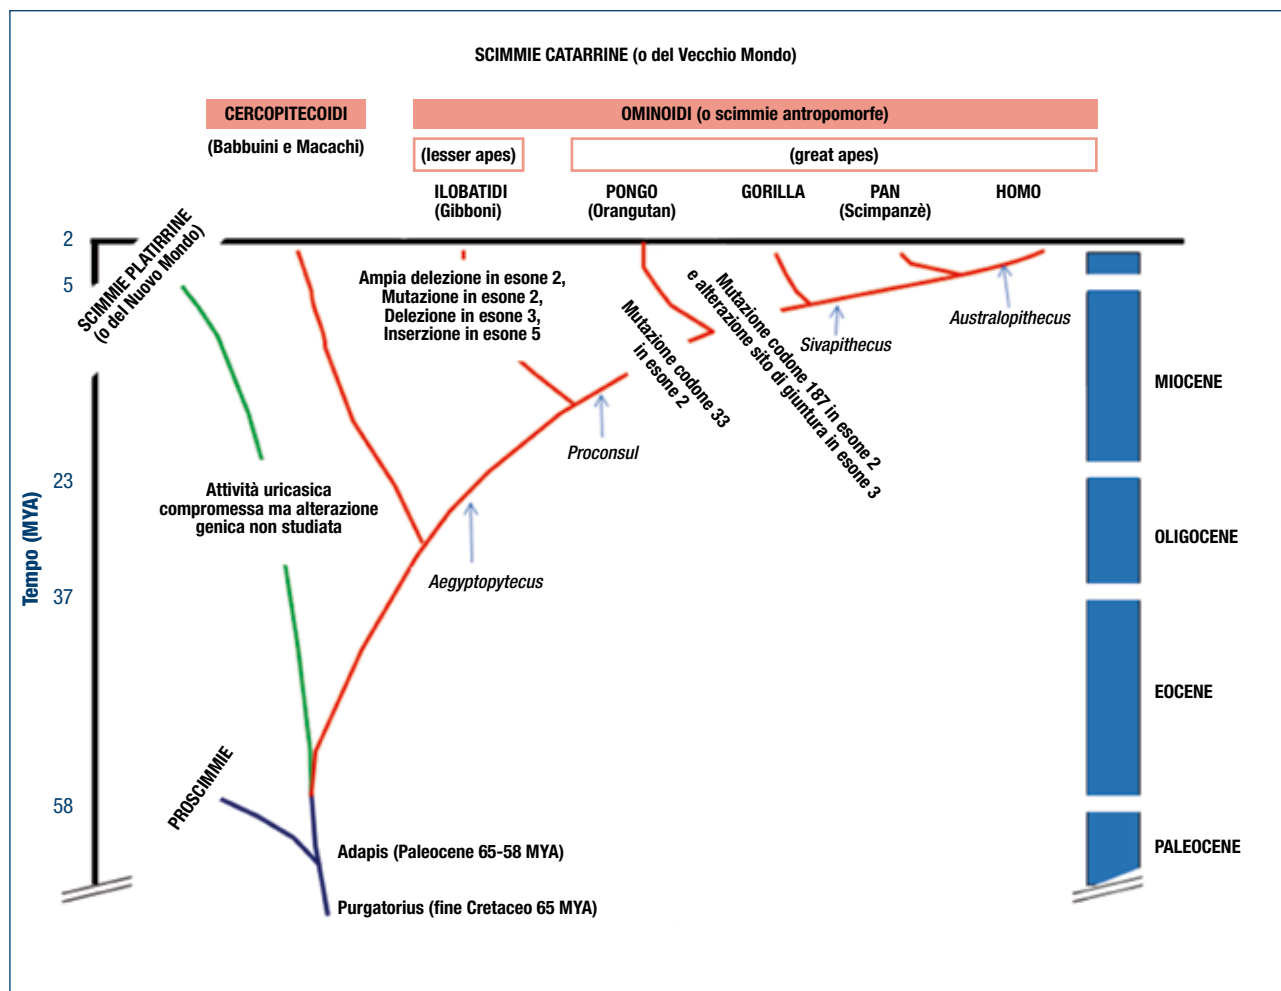 SCIMMIE CATARRINE (o del Vecchio Mondo)
CERCOPITECOIDI
OMINOIDI (o scimmie antropomorfe)
(Babbuini e Macachi)
(lesser apes)
(great apes)
ILOBATIDI
(Gibboni)
PONGO
(Orangutan)
GORILLA
PAN
(Scimpanzè)
HOMO
2
5
23
37
58
Tempo (MYA)
SCIMMIE PLATIRRINE
(o del Nuovo Mondo)
Ampia delezione in esone 2,
Mutazione in esone 2,
Delezione in esone 3,
Inserzione in esone 5
Mutazione codone 33
in esone 2
Mutazione codone 187 in esone 2
e alterazione sito di giuntura in esone 3
Sivapithecus
Australopithecus
Proconsul
Aegyptopytecus
Attività uricasica
compromessa ma alterazione
genica non studiata
PROSCIMMIE
Adapis (Paleocene 65-58 MYA)
Purgatorius (fine Cretaceo 65 MYA)
MIOCENE
OLIGOCENE
EOCENE
PALEOCENE